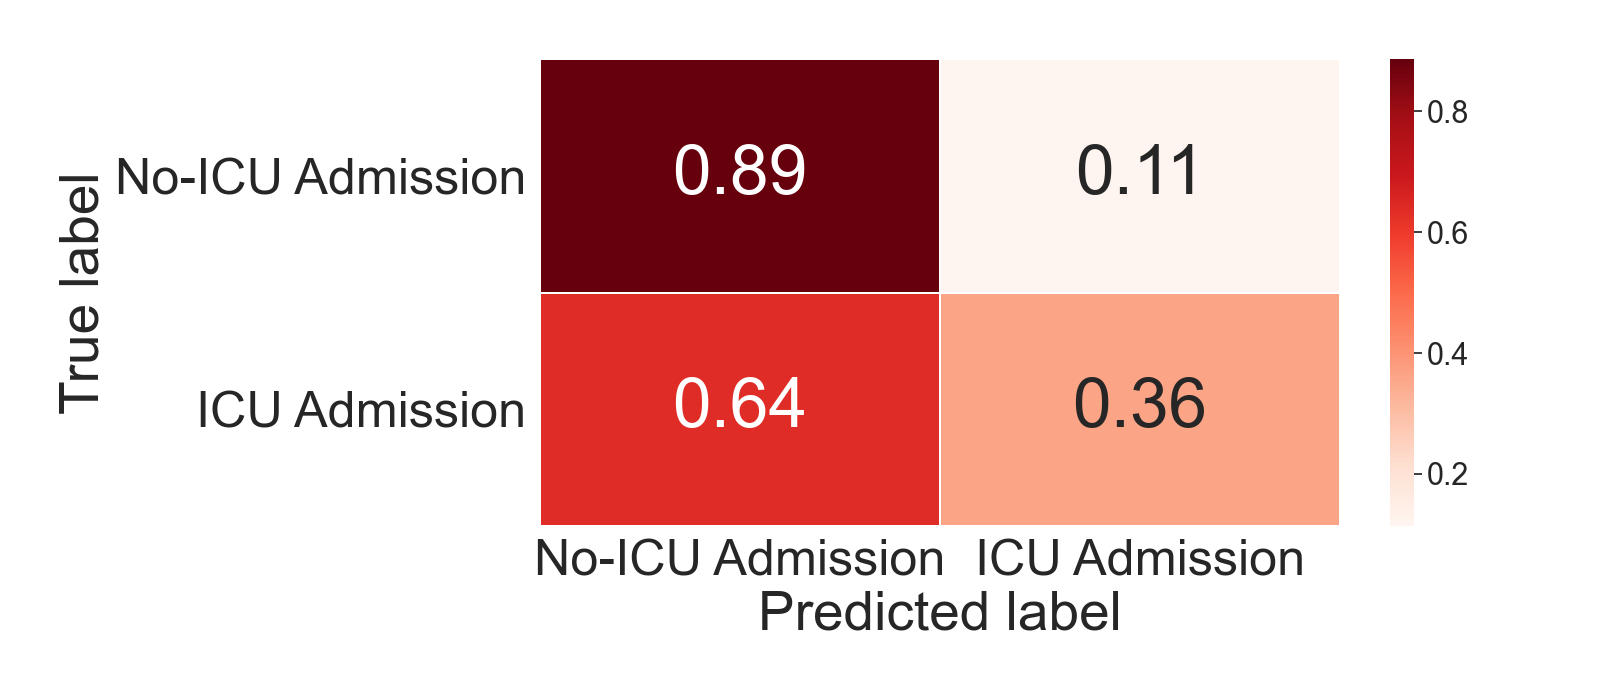 True label
No-ICU Admission
0.89
0.11
ICU Admission
0.64
0.36
No-ICU Admission
ICU Admission
Predicted label
0.8
0.6
0.4
0.2